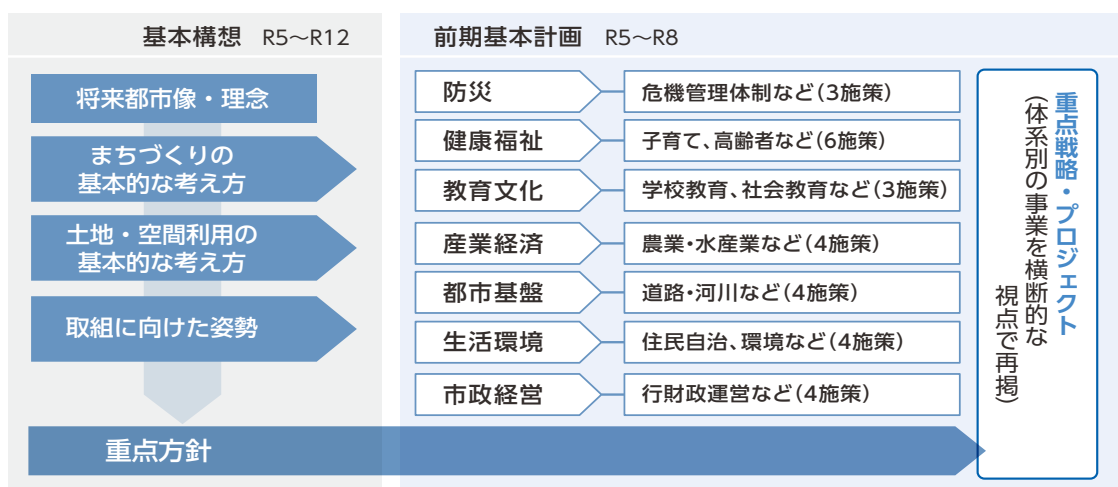 基本構想 R5～R12
将来都市像・理念
まちづくりの
基本的な考え方
土地・空間利用の
基本的な考え方
取組に向けた姿勢
重点方針
前期基本計画 R5～R8
防災
危機管理体制など(3施策)
健康福祉
子育て、高齢者など(6施策)
教育文化
学校教育、社会教育など(3施策)
産業経済
農業・水産業など(4施策)
都市基盤
道路・河川など(4施策)
生活環境
住民自治、環境など(4施策)
市政経営
行財政運営など(4施策)
重点戦略・プロジェクト
(体系別の事業を横断的な
視点で再掲)